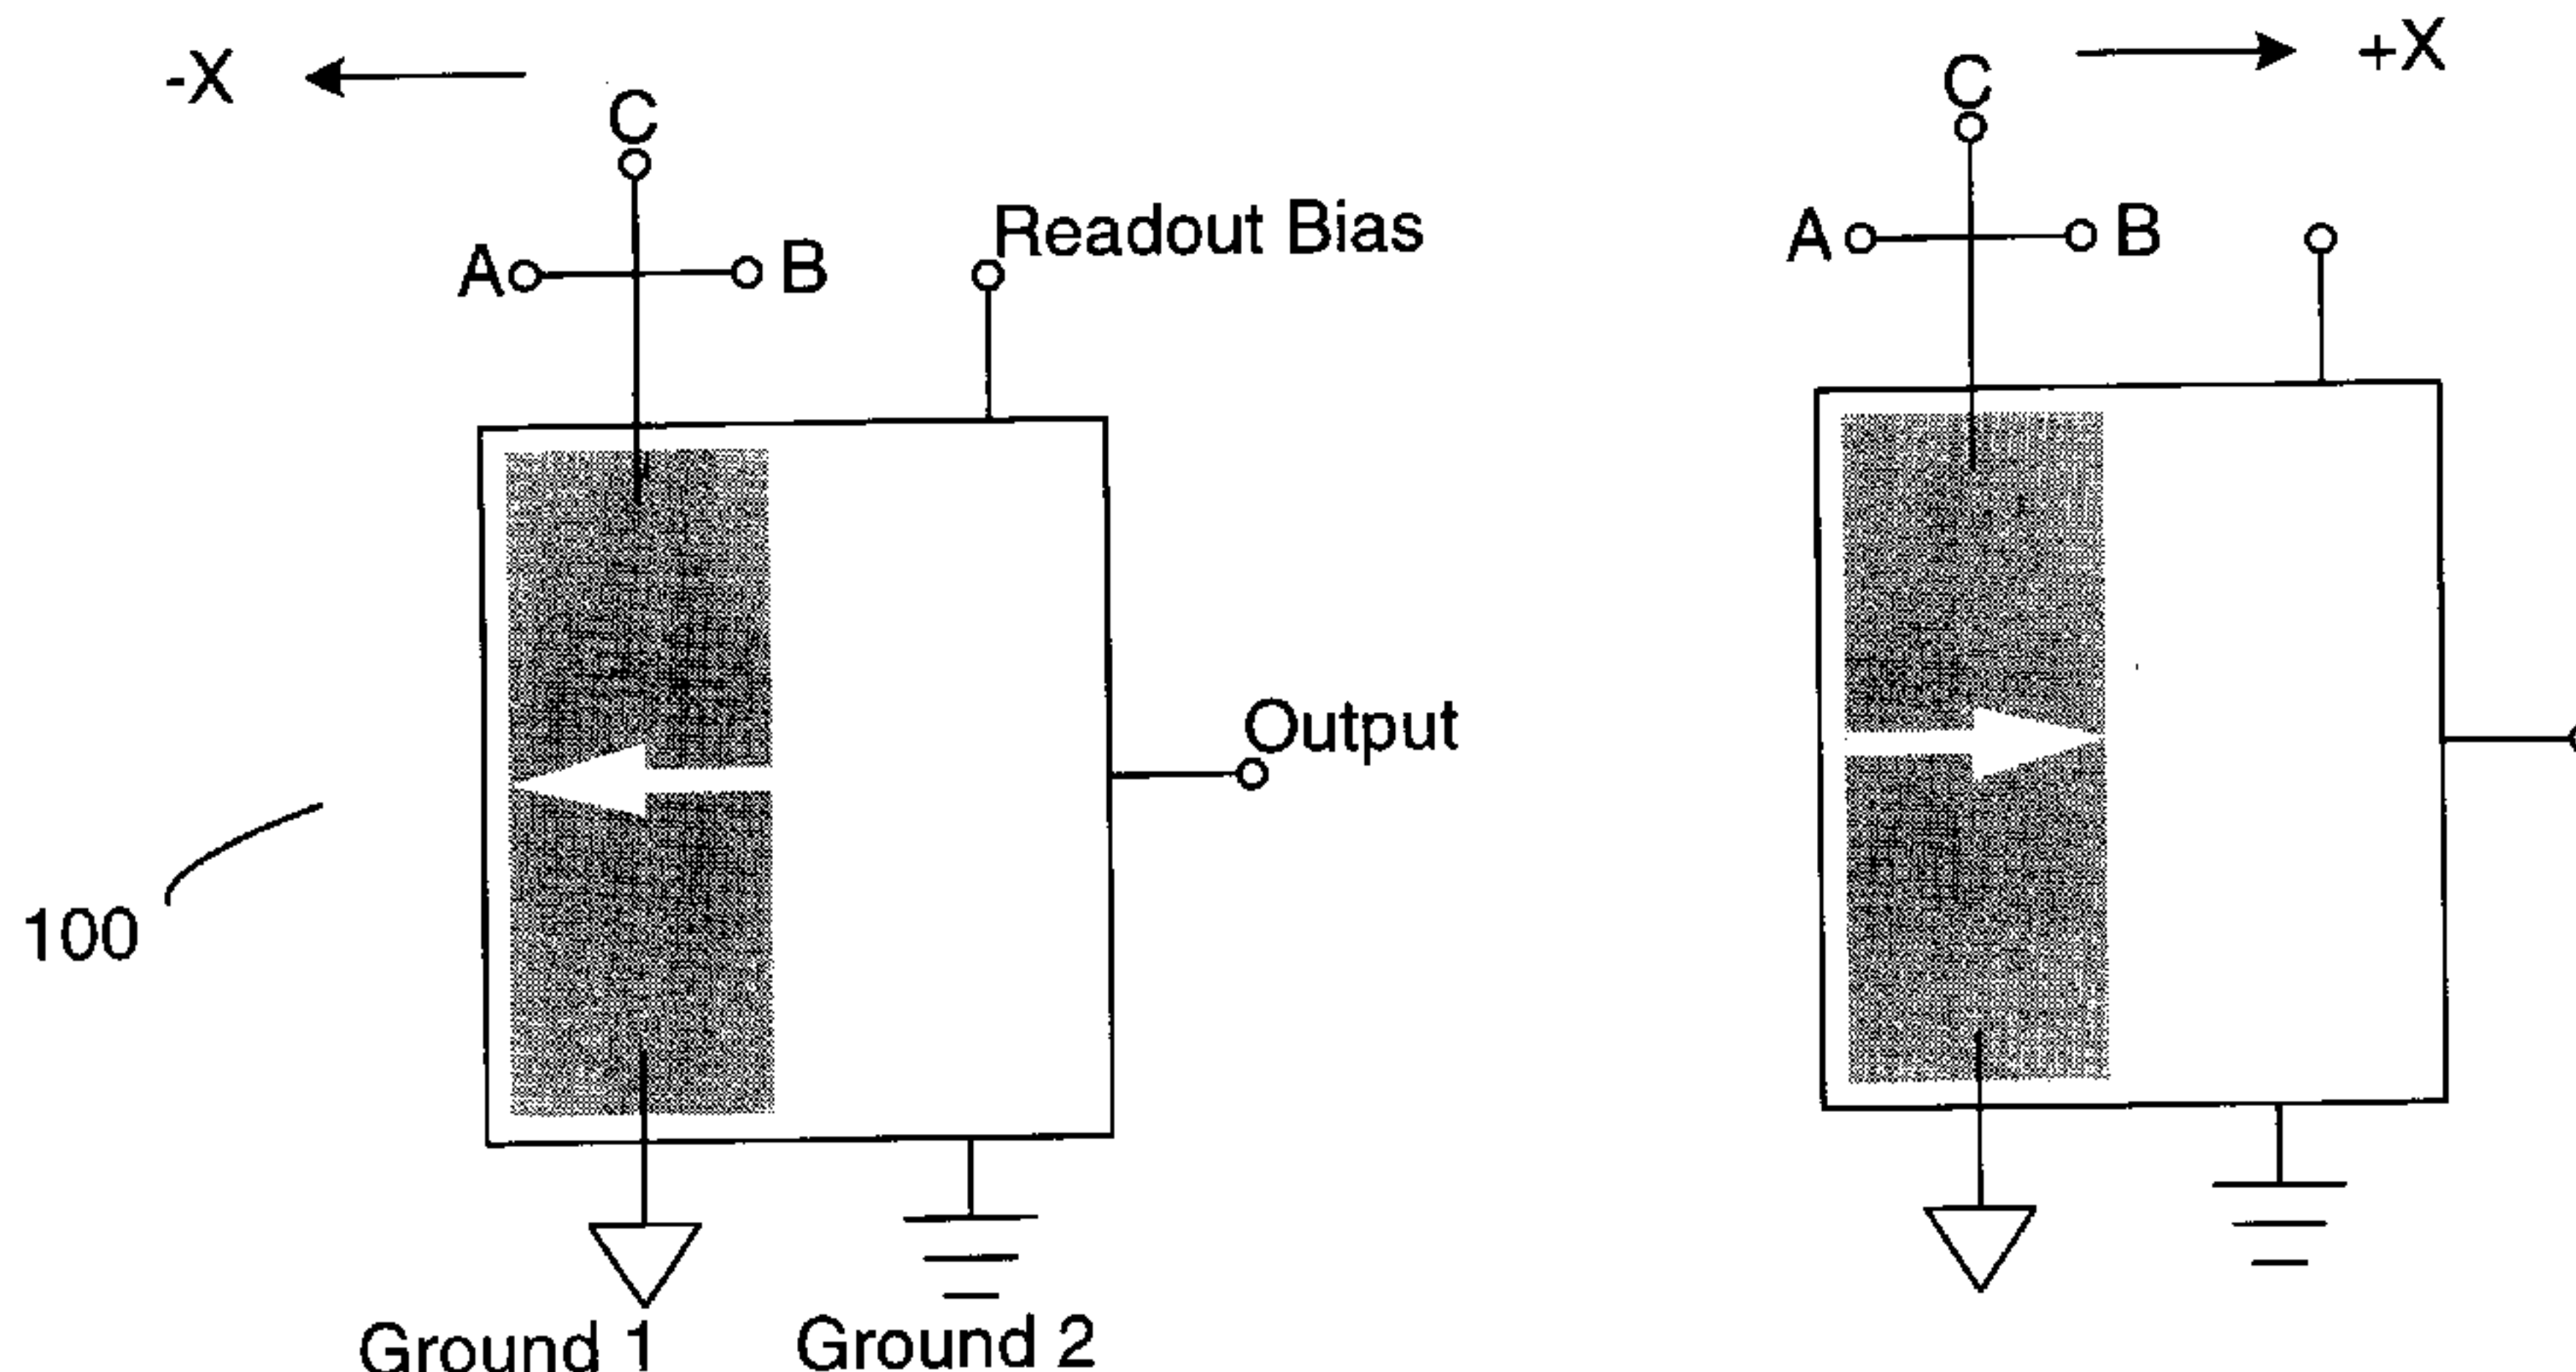 -X
C
A
B
Readout Bias
Output
100
Ground 1
Ground 2
+X
C
A
B